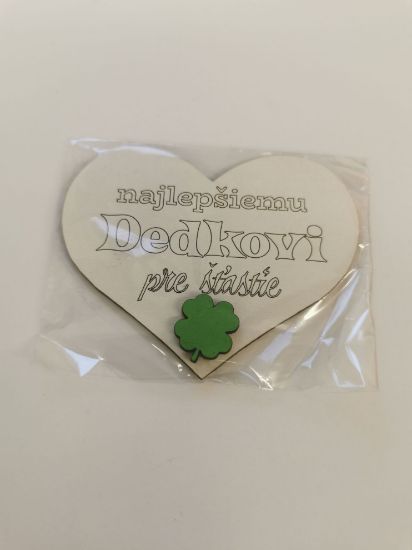 najlepšiemu
Dedkovi
pre šťastie